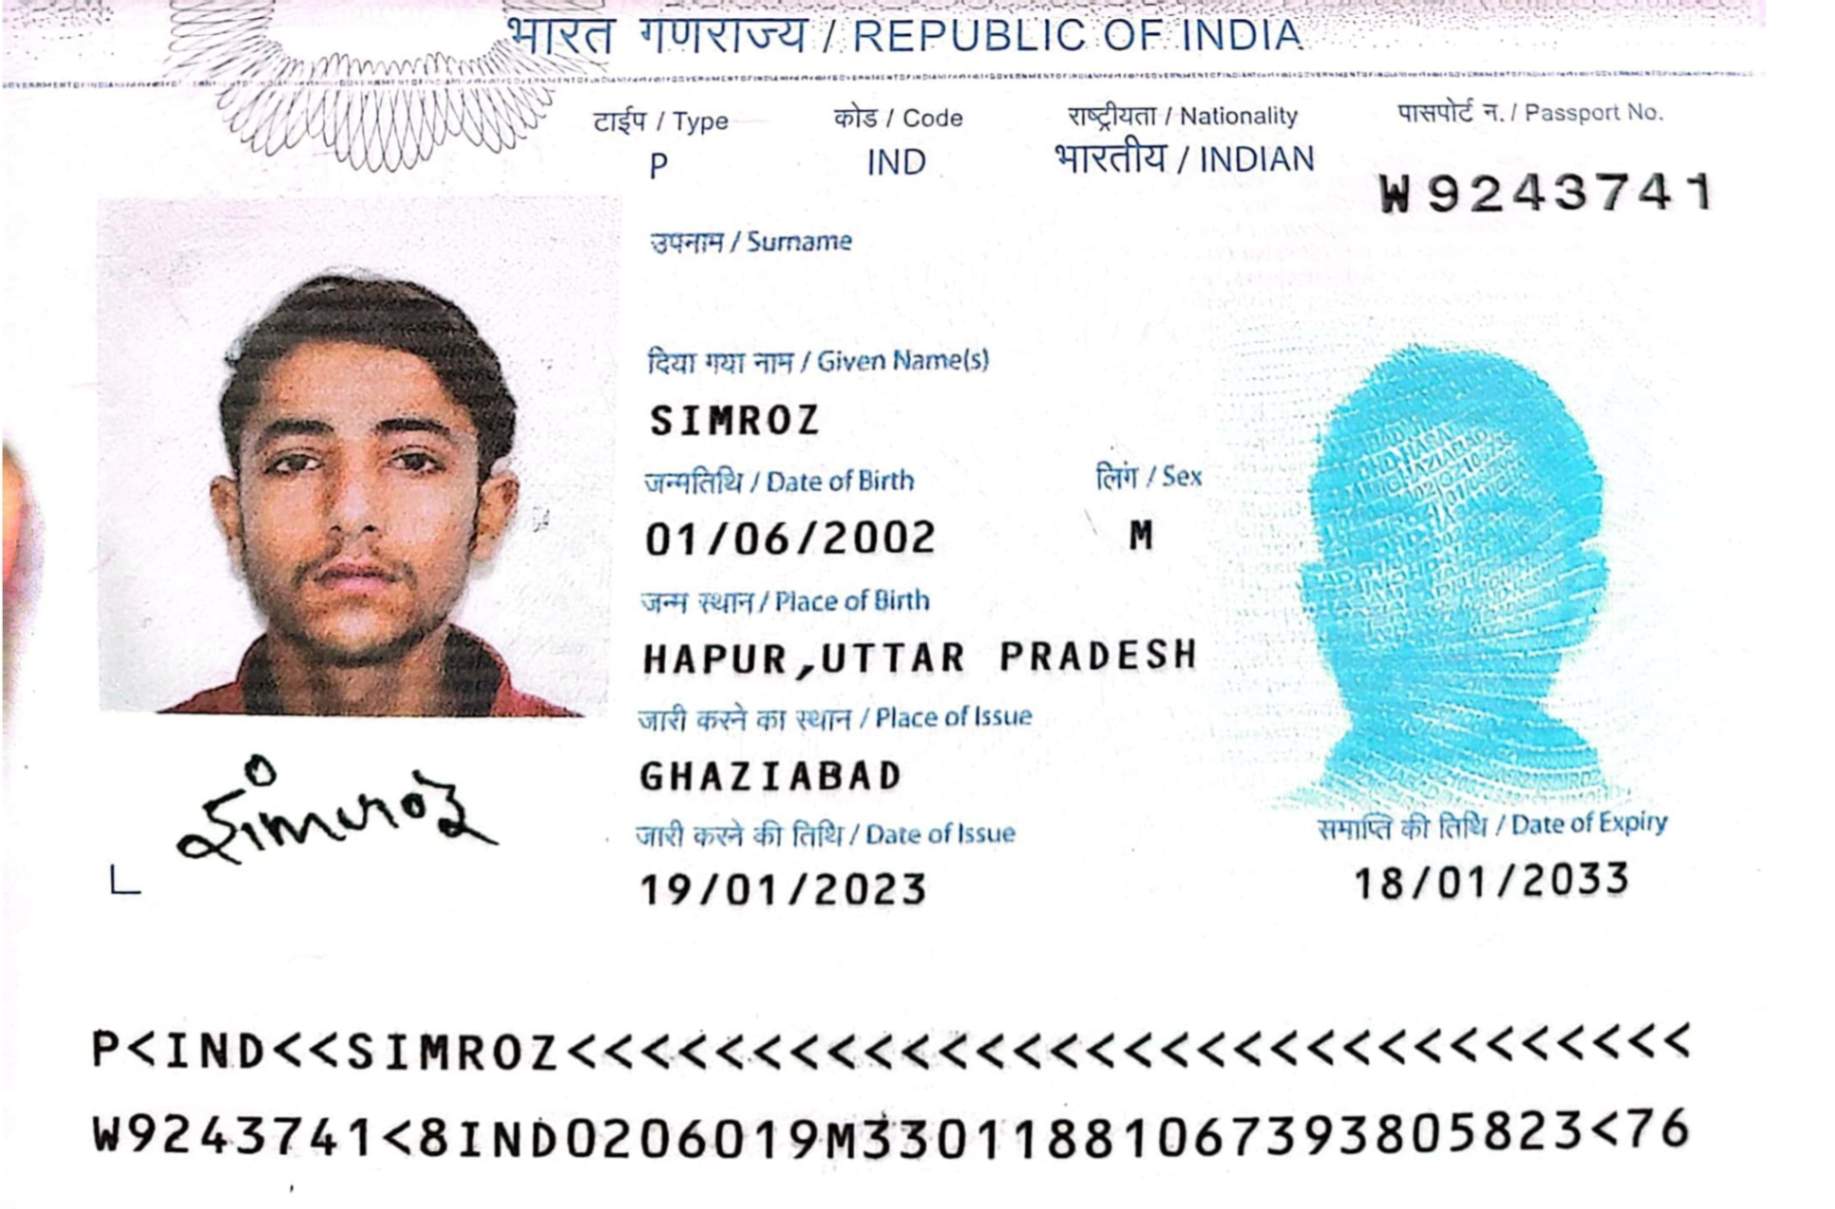 भारत गणराज्य / REPUBLIC OF INDIA
टाईप / Type कोड / Code राष्ट्रीयता / Nationality पासपोर्ट न. / Passport No.
P IND भारतीय / INDIAN W9243741
उपनाम / Surname
दिया गया नाम / Given Name(s)
SIMROZ
जन्मतिथि / Date of Birth लिंग / Sex
01/06/2002 M
जन्म स्थान / Place of Birth
HAPUR,UTTAR PRADESH
जारी करने का स्थान / Place of Issue
GHAZIABAD
जारी करने की तिथि / Date of Issue समाप्ति की तिथि / Date of Expiry
19/01/2023 18/01/2033
Simroz
P<IND<<SIMROZ<<<<<<<<<<<<<<<<<<<<<<<<<<<<<<<
W9243741<8IND0206019M33011881067393805823<76